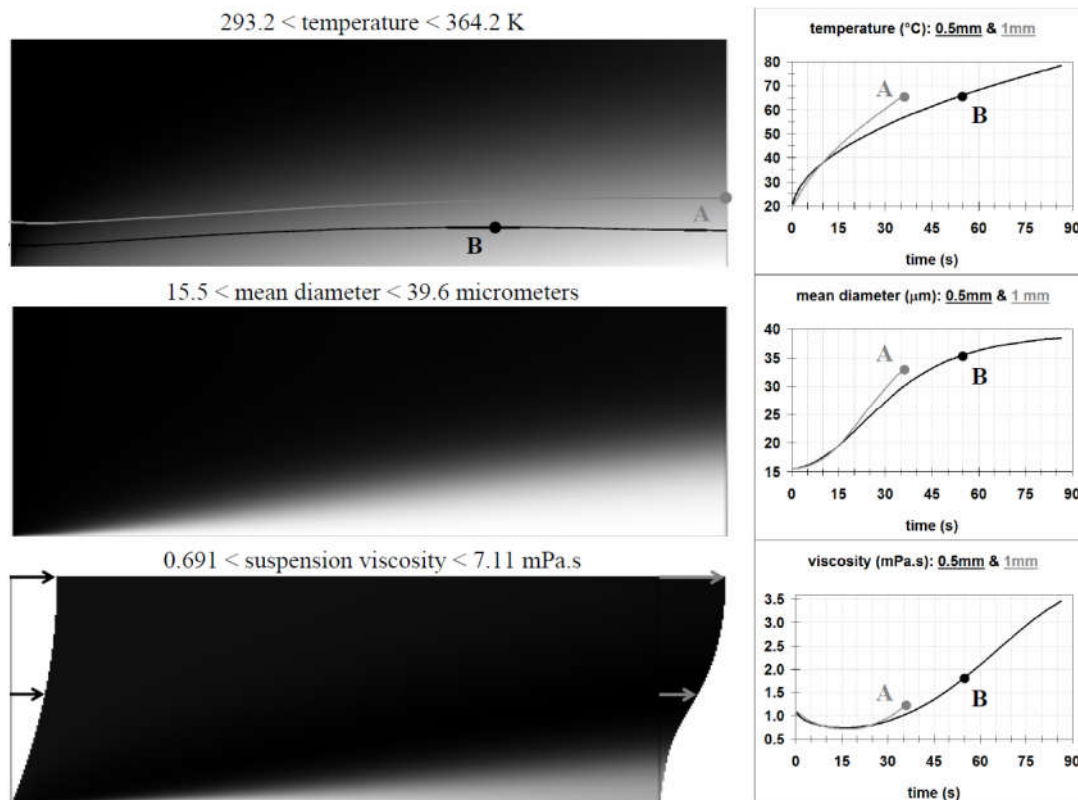 293.2 < temperature < 364.2 K
A
B
15.5 < mean diameter < 39.6 micrometers
0.691 < suspension viscosity < 7.11 mPa.s
temperature (°C): 0.5mm & 1mm
80
70
60
50
40
30
20
A
B
0 15 30 45 60 75 90
time (s)
mean diameter (μm): 0.5mm & 1 mm
40
35
30
25
20
15
A
B
0 15 30 45 60 75 90
time (s)
viscosity (mPa.s): 0.5mm & 1mm
3.5
3.0
2.5
2.0
1.5
1.0
0.5
A
B
0 15 30 45 60 75 90
time (s)